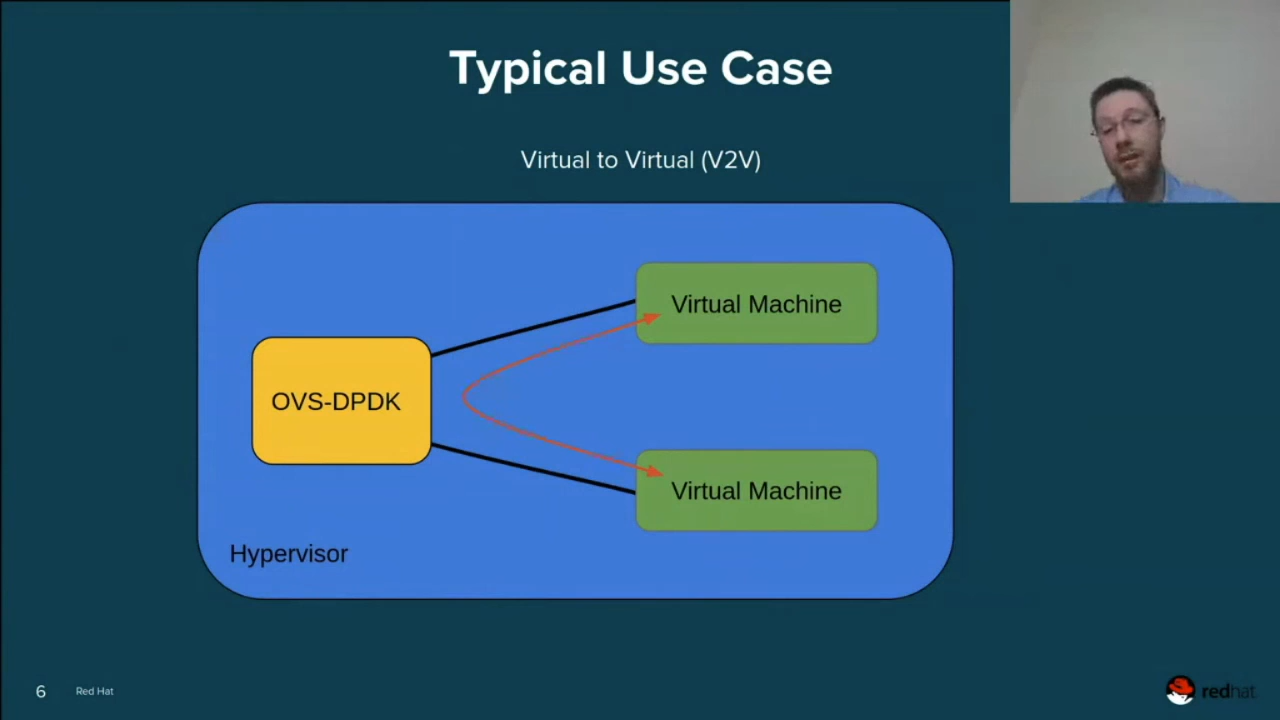 Typical Use Case
Virtual to Virtual (V2V)
Virtual Machine
OVS-DPDK
Virtual Machine
Hypervisor
6
Red Hat
redhat